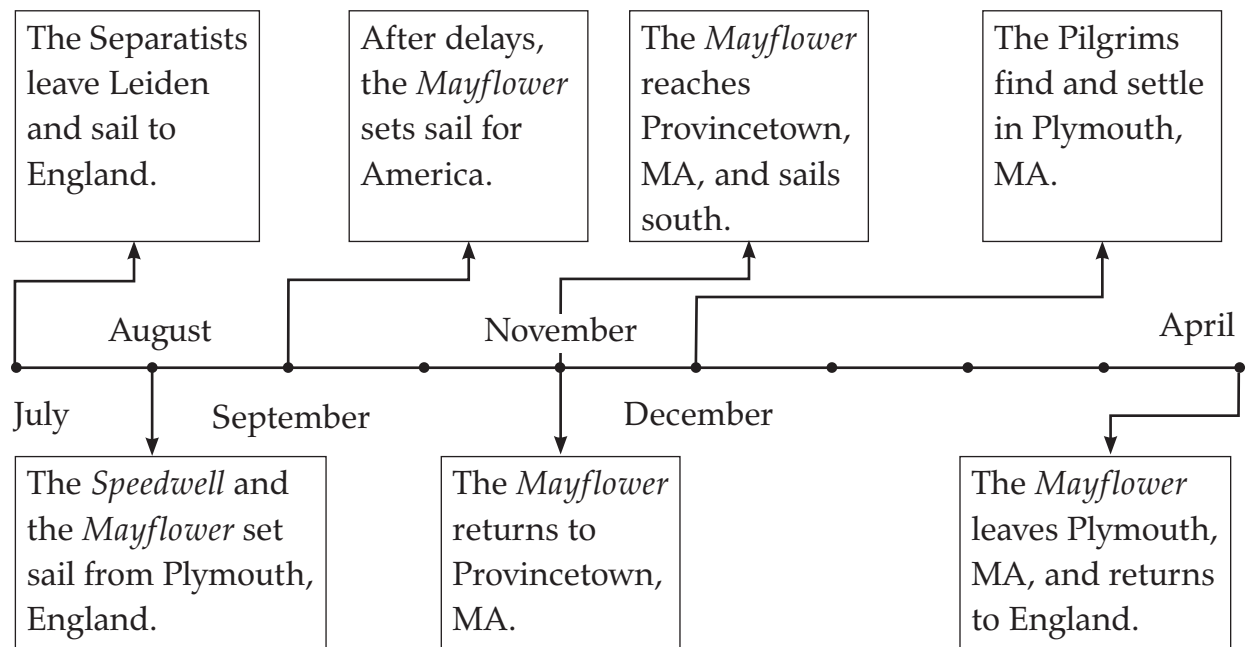 The Separatists
leave Leiden
and sail to
England.
After delays,
the Mayflower
sets sail for
America.
The Mayflower
reaches
Provincetown,
MA, and sails
south.
The Pilgrims
find and settle
in Plymouth,
MA.
August
November
April
July
September
December
The Speedwell and
the Mayflower set
sail from Plymouth,
England.
The Mayflower
returns to
Provincetown,
MA.
The Mayflower
leaves Plymouth,
MA, and returns
to England.